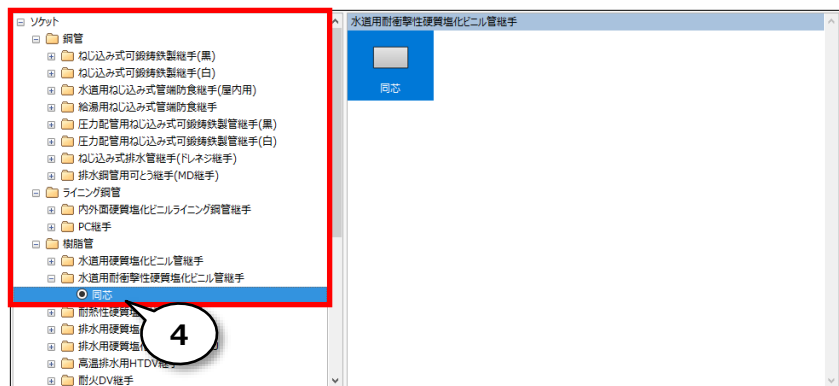 ソケット
鋼管
ねじ込み式可鍛鋳鉄製継手(黒)
ねじ込み式可鍛鋳鉄製継手(白)
水道用ねじ込み式管端防食継手(屋内用)
給湯用ねじ込み式管端防食継手
圧力配管用ねじ込み式可鍛鋳鉄製管継手(黒)
圧力配管用ねじ込み式可鍛鋳鉄製管継手(白)
ねじ込み式排水管継手(ドレネジ継手)
排水鋼管用可とう継手(MD継手)
ライニング鋼管
内外面硬質塩化ビニルライニング鋼管継手
PC継手
樹脂管
水道用硬質塩化ビニル管継手
水道用耐衝撃性硬質塩化ビニル管継手
同芯
耐熱性硬質塩
排水用硬質塩
排水用硬質塩
高温排水用HTDV継手
耐火DV継手
4
水道用耐衝撃性硬質塩化ビニル管継手
同芯